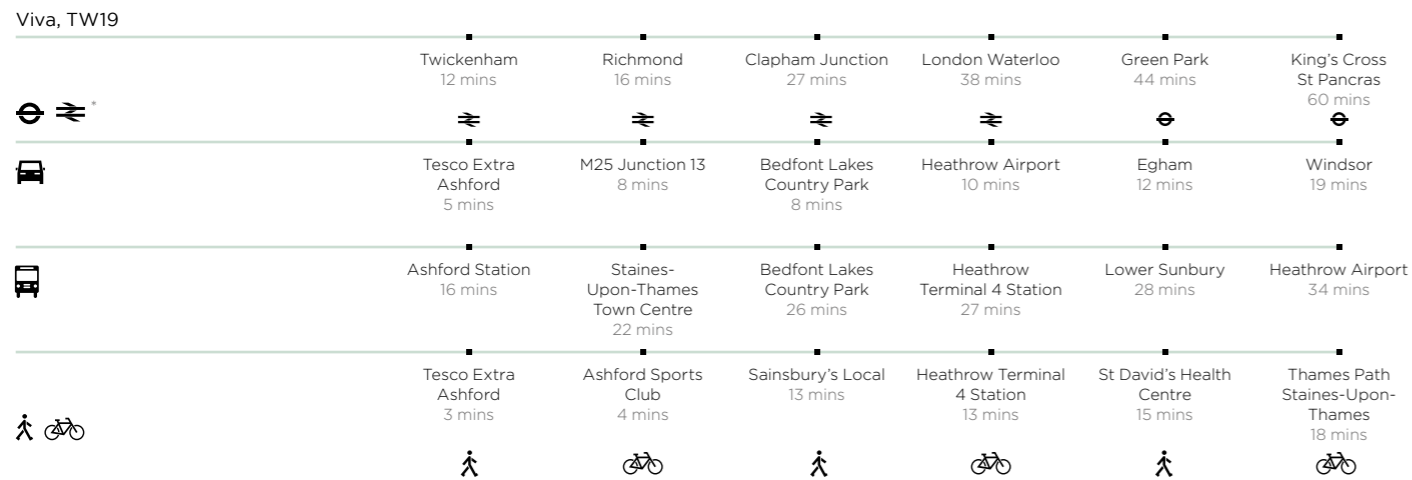 Viva, TW19
Twickenham
12 mins
Richmond
16 mins
Clapham Junction
27 mins
London Waterloo
38 mins
Green Park
44 mins
King's Cross
St Pancras
60 mins
*
Tesco Extra
Ashford
5 mins
M25 Junction 13
8 mins
Bedfont Lakes
Country Park
8 mins
Heathrow Airport
10 mins
Egham
12 mins
Windsor
19 mins
Ashford Station
16 mins
Staines-
Upon-Thames
Town Centre
22 mins
Bedfont Lakes
Country Park
26 mins
Heathrow
Terminal 4 Station
27 mins
Lower Sunbury
28 mins
Heathrow Airport
34 mins
Tesco Extra
Ashford
3 mins
Ashford Sports
Club
4 mins
Sainsbury's Local
13 mins
Heathrow Terminal
4 Station
13 mins
St David's Health
Centre
15 mins
Thames Path
Staines-Upon-
Thames
18 mins